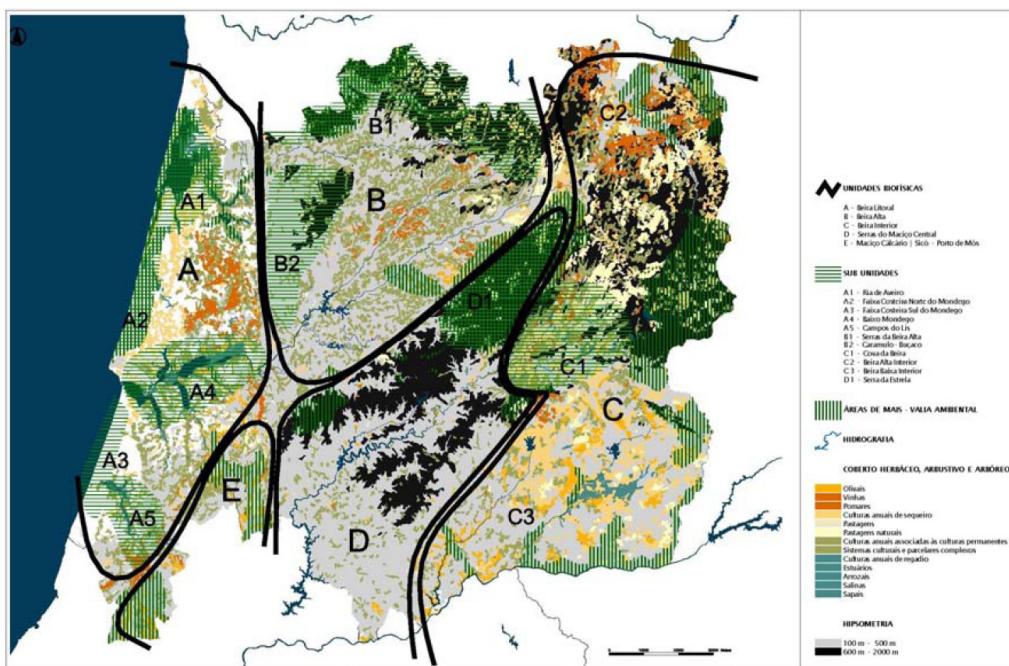 B1
C2
B
A1
A
B2
D1
A2
C1
A4
C
A3
E
A5
D
C3
UNIDADES BIOFÍSICAS
A - Beira Litoral
B - Beira Alta
C - Beira Interior
D - Serras do Maciço Central
E - Maciço Calcário | Sicó - Porto de Mós
SUB UNIDADES
A1 - Ria de Aveiro
A2 - Faixa Costeira Norte do Mondego
A3 - Faixa Costeira Sul do Mondego
A4 - Baixo Mondego
A5 - Campos do Lis
B1 - Serras da Beira Alta
B2 - Caramulo - Buçaco
C1 - Cova da Beira
C2 - Beira Alta Interior
C3 - Beira Baixa Interior
D1 - Serra da Estrela
ÁREAS DE MAIS - VALIA AMBIENTAL
HIDROGRAFIA
COBERTO HERBÁCEO, ARBUSTIVO E ARBÓREO
Olivais
Vinhas
Pomares
Culturas anuais de sequeiro
Pastagens
Pastagens naturais
Culturas anuais associadas às culturas permanentes
Sistemas culturais e parcelares complexos
Culturas anuais de regadio
Estuários
Arrozais
Salinas
Sapais
HIPSOMETRIA
100 m - 500 m
600 m - 2000 m